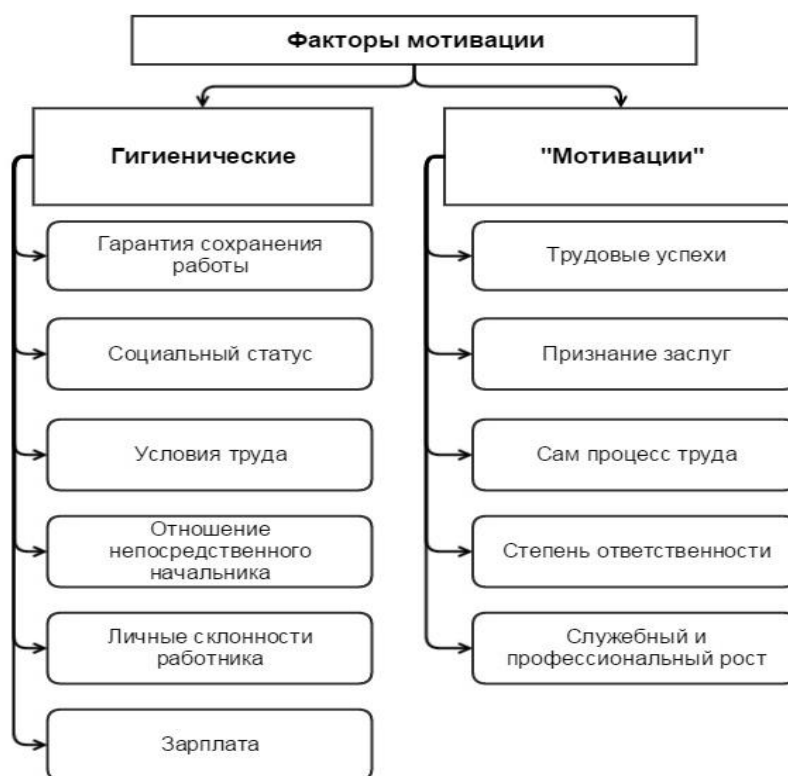 Факторы мотивации
Гигиенические
Гарантия сохранения
работы
Социальный статус
Условия труда
Отношение
непосредственного
начальника
Личные склонности
работника
Зарплата
"Мотивации"
Трудовые успехи
Признание заслуг
Сам процесс труда
Степень ответственности
Служебный и
профессиональный рост